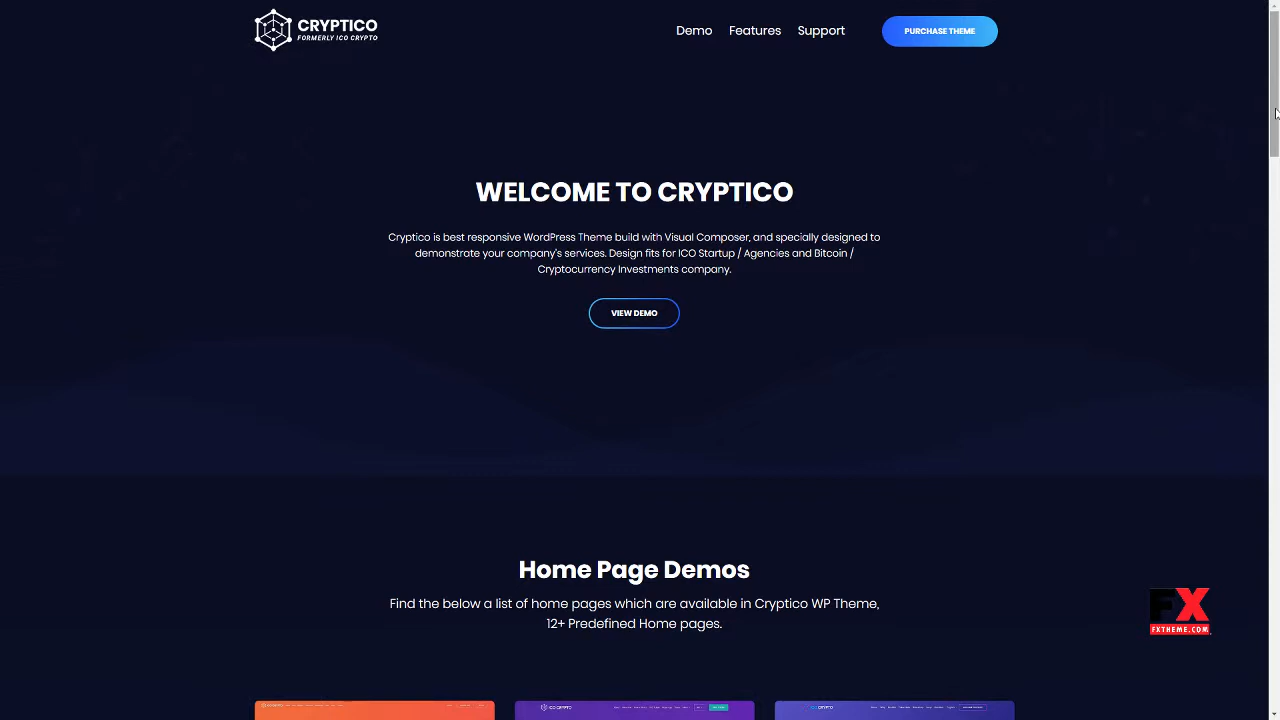 CRYPTICO
FORMERLY ICO CRYPTO
Demo
Features
Support
PURCHASE THEME
WELCOME TO CRYPTICO
Cryptico is best responsive WordPress Theme build with Visual Composer, and specially designed to
demonstrate your company's services. Design fits for ICO Startup / Agencies and Bitcoin /
Cryptocurrency Investments company.
VIEW DEMO
Home Page Demos
Find the below a list of home pages which are available in Cryptico WP Theme,
12+ Predefined Home pages.
FX
FXTHEME.COM
ICO CRYPTO